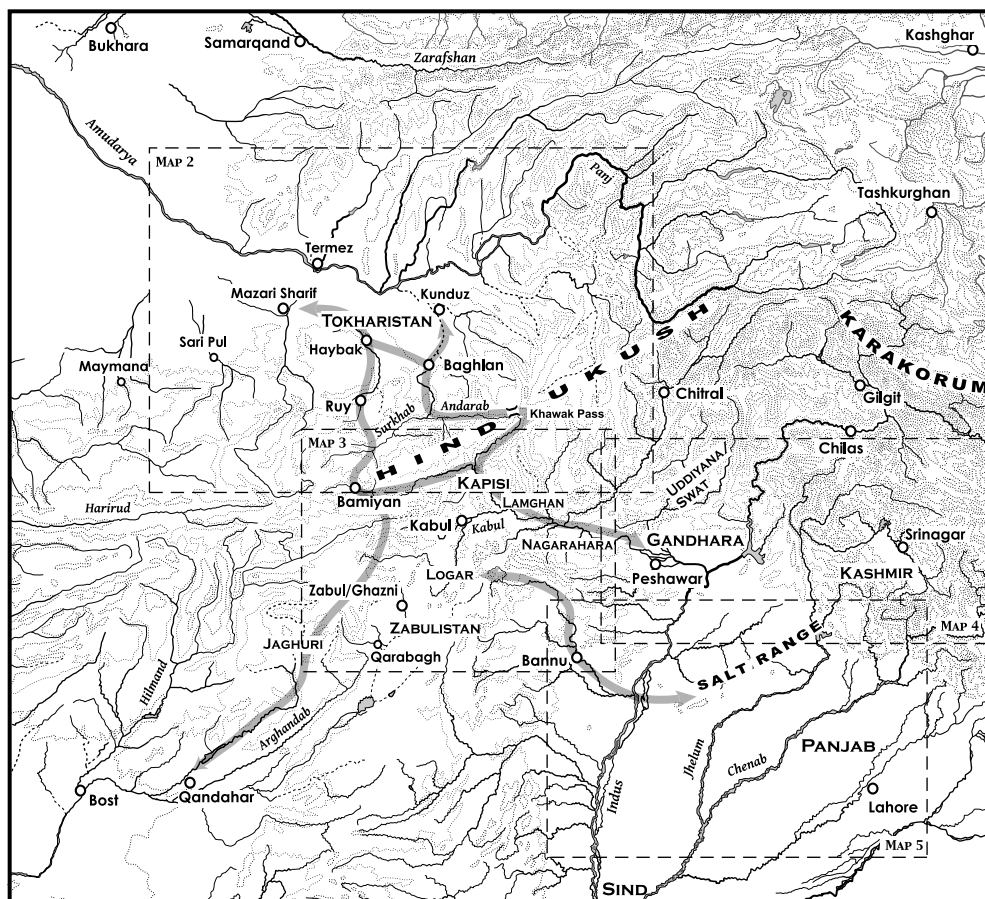 Bukhara
Samarqand
Zarafshan
Kashghar
Amudarya
MAP 2
Panj
Tashkurghan
Termez
Mazari Sharif
Kunduz
TOKHARISTAN
Haybak
Sari Pul
Maymana
Baghlan
HINDUKUSH
KARAKORUM
Chitral
Gilgit
Ruy
Surkhab
Andarab
Khawak Pass
Chilas
MAP 3
UDDIYANA
SWAT
Bamiyan
KAPISI
LAMGHAN
Harirud
Kabul
Kabul
NAGARAHARA
GANDHARA
Srinagar
Peshawar
KASHMIR
LOGAR
Zabul/Ghazni
ZABULISTAN
MAP 4
JAGHURI
Qarabagh
Bannu
SALT RANGE
Hilmand
Arghandab
Jhelum
Chenab
PANJAB
Indus
Bost
Qandahar
Lahore
MAP 5
SIND